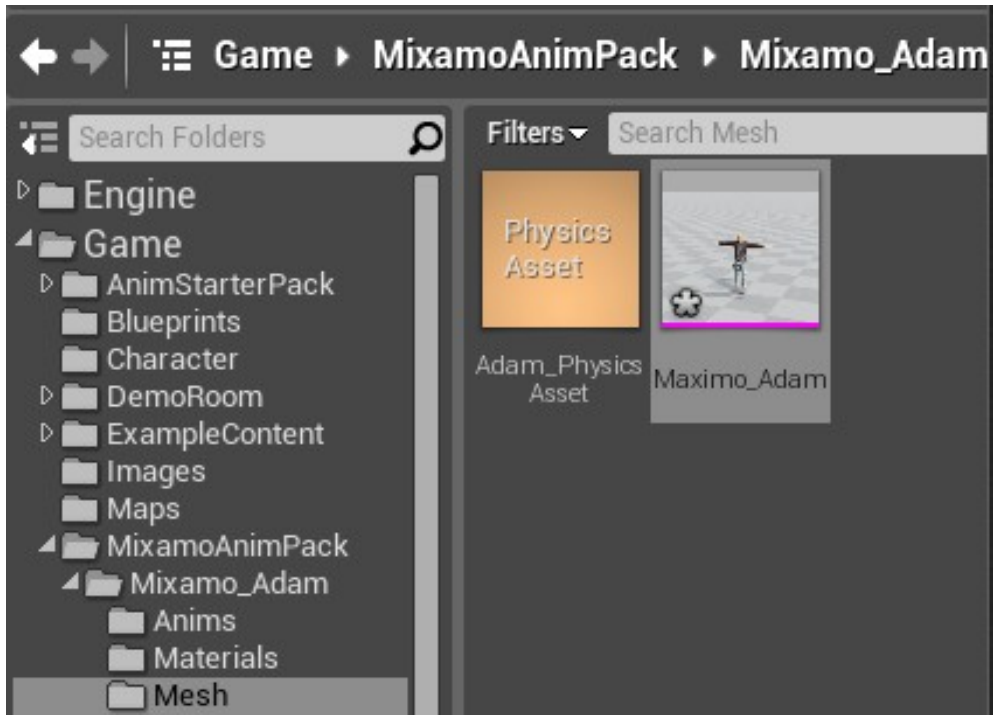 Game MixamoAnimPack Mixamo_Adam
Search Folders
Engine
Game
AnimStarterPack
Blueprints
Character
DemoRoom
ExampleContent
Images
Maps
MixamoAnimPack
Mixamo_Adam
Anims
Materials
Mesh
Filters Search Mesh
Physics
Asset
Adam_Physics
Asset
Maximo_Adam